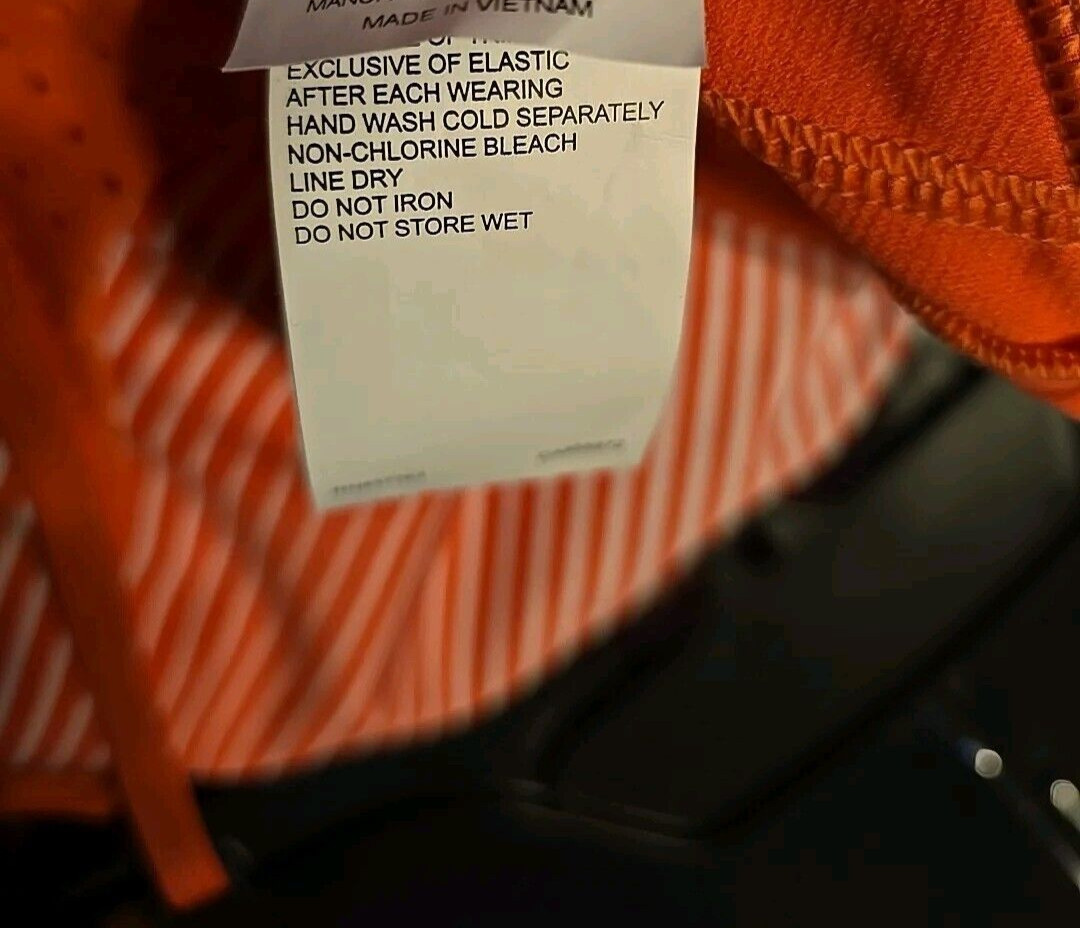 MADE IN VIETNAM
EXCLUSIVE OF ELASTIC
AFTER EACH WEARING
HAND WASH COLD SEPARATELY
NON-CHLORINE BLEACH
LINE DRY
DO NOT IRON
DO NOT STORE WET